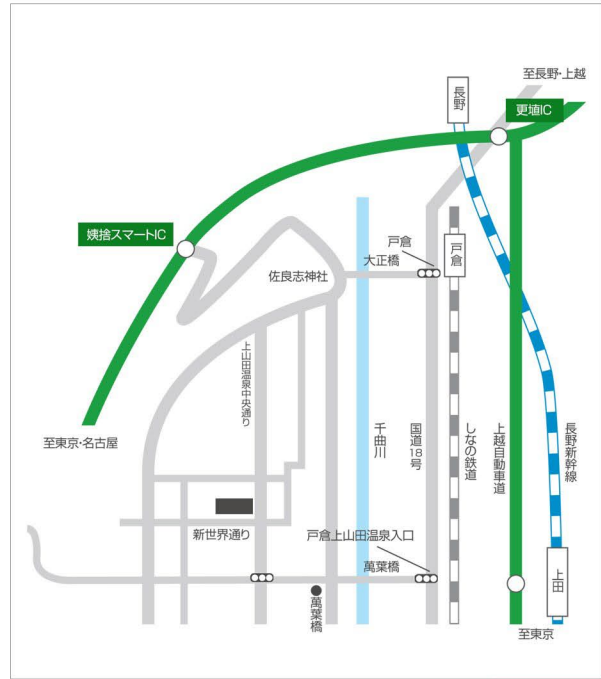 至長野・上越
長野
更埴IC
姨捨スマートIC
戸倉
大正橋
戸倉
佐良志神社
上山田温泉中央通り
至東京・名古屋
千曲川
国道18号
しなの鉄道
上越自動車道
長野新幹線
新世界通り
戸倉上山田温泉入口
萬葉橋
萬葉橋
上田
至東京